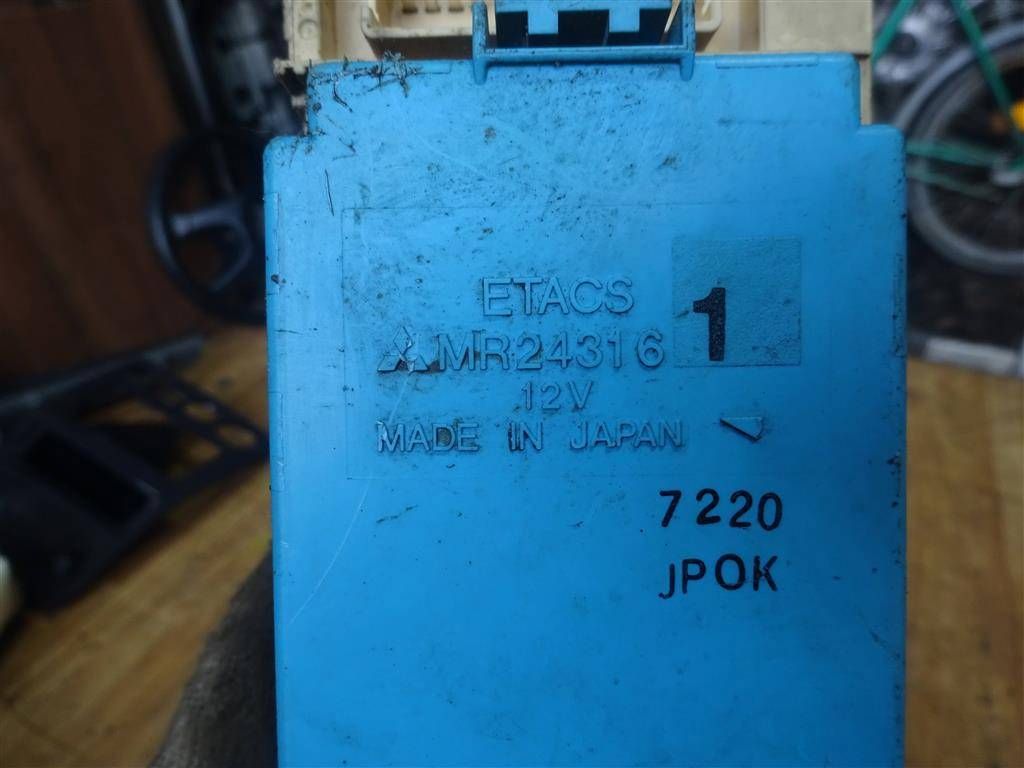 ETACS
MR24316 1
12V
MADE IN JAPAN
7220
JPOK